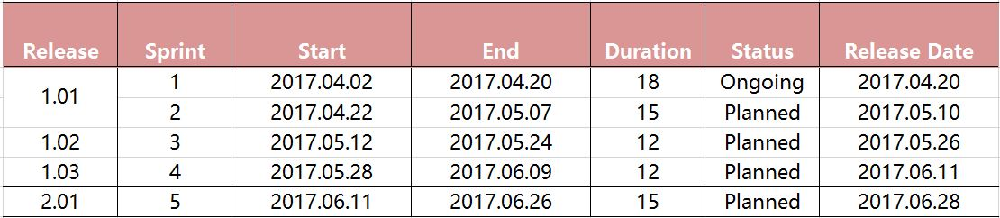 Release Sprint Start End Duration Status Release Date
1.01 1 2017.04.02 2017.04.20 18 Ongoing 2017.04.20
2 2017.04.22 2017.05.07 15 Planned 2017.05.10
1.02 3 2017.05.12 2017.05.24 12 Planned 2017.05.26
1.03 4 2017.05.28 2017.06.09 12 Planned 2017.06.11
2.01 5 2017.06.11 2017.06.26 15 Planned 2017.06.28